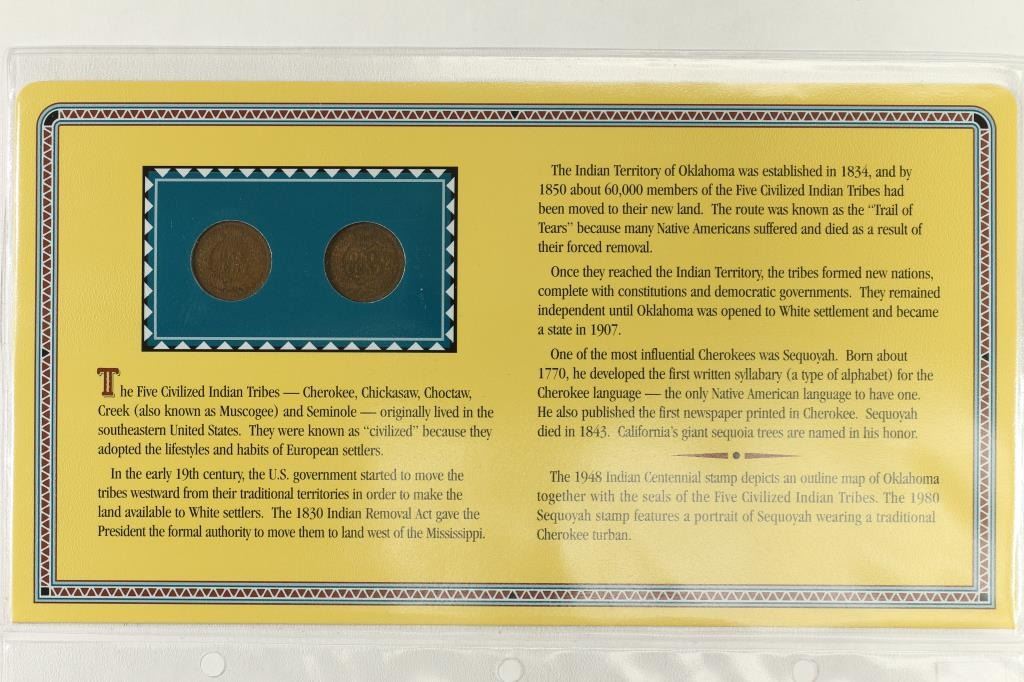 The Five Civilized Indian Tribes — Cherokee, Chickasaw, Choctaw,
Creek (also known as Muscogee) and Seminole — originally lived in the
southeastern United States. They were known as “civilized” because they
adopted the lifestyles and habits of European settlers.
In the early 19th century, the U.S. government started to move the
tribes westward from their traditional territories in order to make the
land available to White settlers. The 1830 Indian Removal Act gave the
President the formal authority to move them to land west of the Mississippi.
The Indian Territory of Oklahoma was established in 1834, and by
1850 about 60,000 members of the Five Civilized Indian Tribes had
been moved to their new land. The route was known as the “Trail of
Tears” because many Native Americans suffered and died as a result of
their forced removal.
Once they reached the Indian Territory, the tribes formed new nations,
complete with constitutions and democratic governments. They remained
independent until Oklahoma was opened to White settlement and became
a state in 1907.
One of the most influential Cherokees was Sequoyah. Born about
1770, he developed the first written syllabary (a type of alphabet) for the
Cherokee language — the only Native American language to have one.
He also published the first newspaper printed in Cherokee. Sequoyah
died in 1843. California’s giant sequoia trees are named in his honor.
The 1948 Indian Centennial stamp depicts an outline map of Oklahoma
together with the seals of the Five Civilized Indian Tribes. The 1980
Sequoyah stamp features a portrait of Sequoyah wearing a traditional
Cherokee turban.